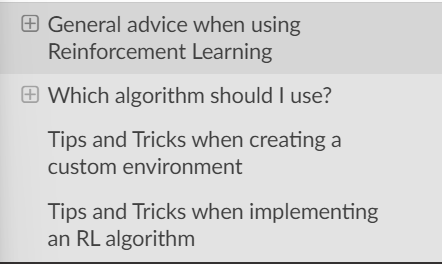 General advice when using
Reinforcement Learning
Which algorithm should I use?
Tips and Tricks when creating a
custom environment
Tips and Tricks when implementing
an RL algorithm